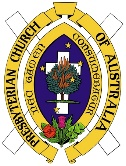 PRESBYTERIAN CHURCH
OF AUSTRALIA
NEC TAMEN
CONSUMEBATUR